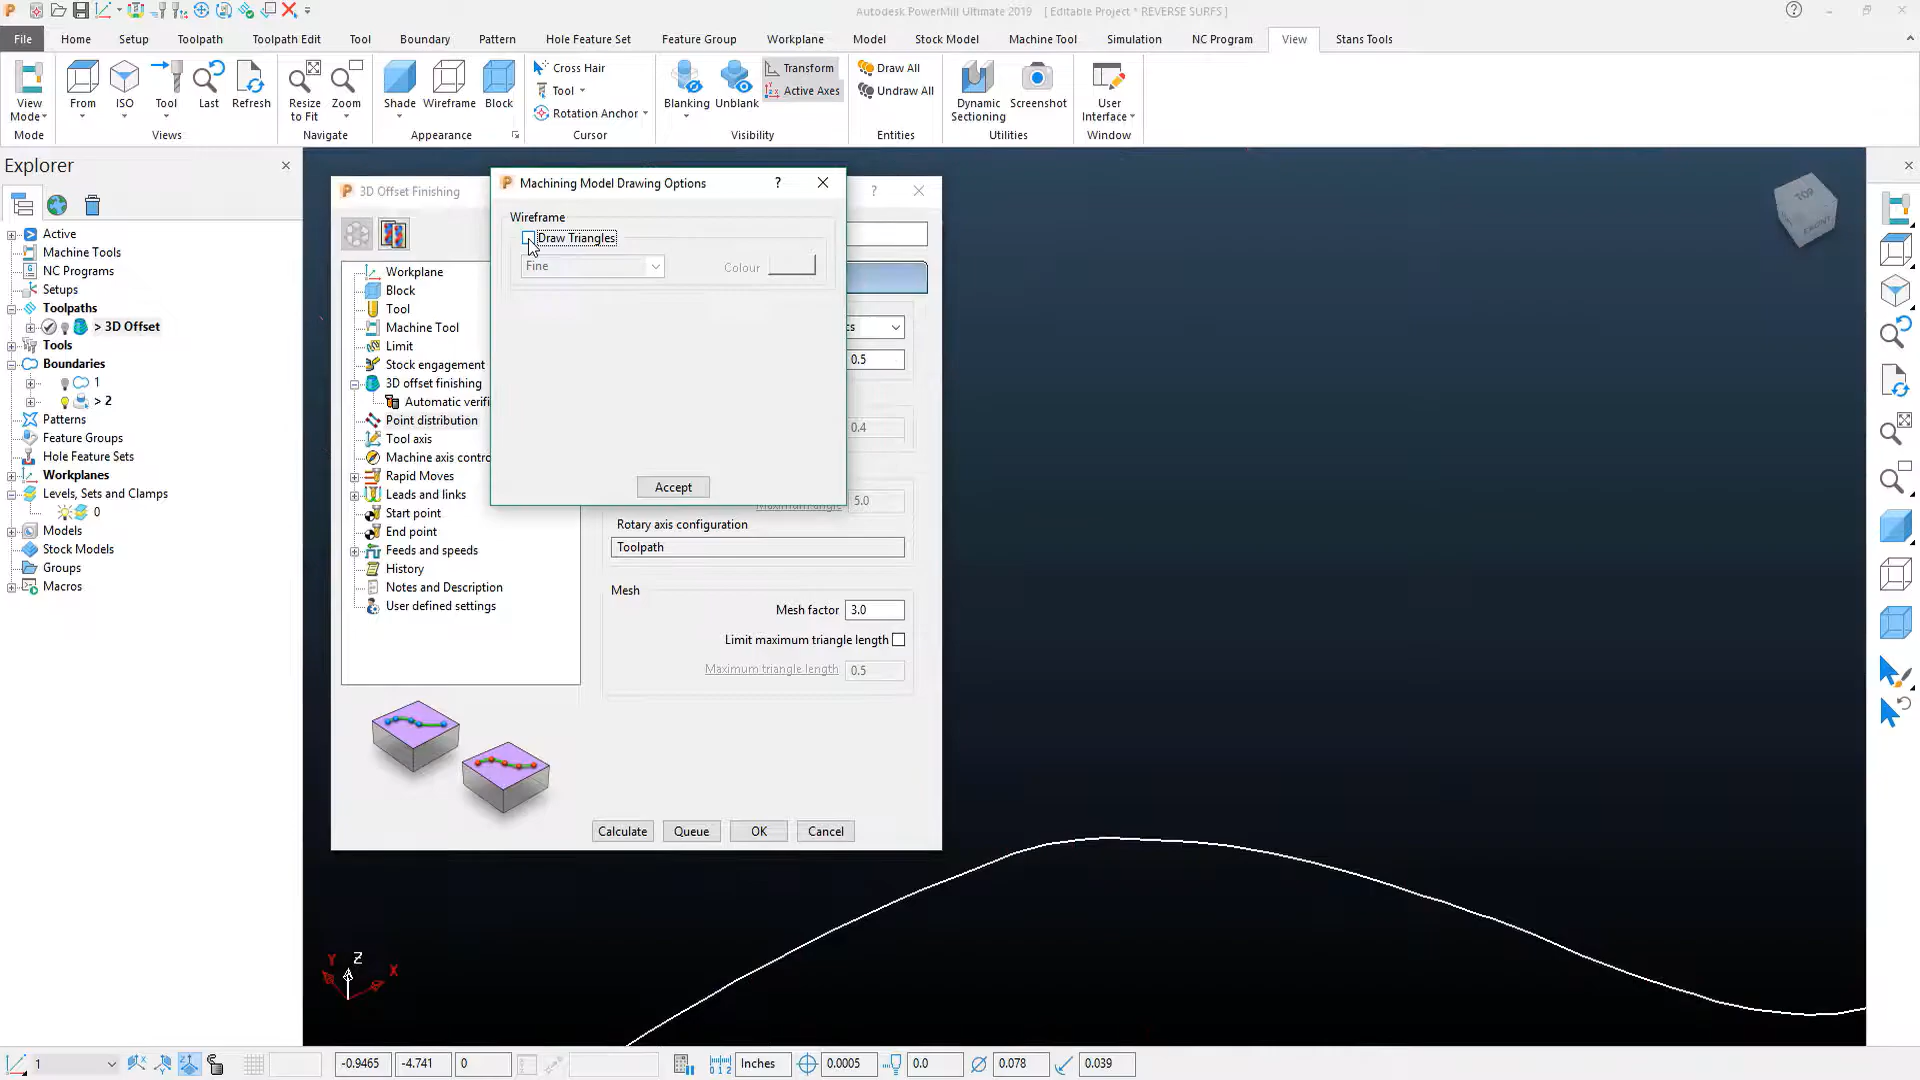 Autodesk PowerMill Ultimate 2019 [ Editable Project * REVERSE SURFS ]
File Home Setup Toolpath Toolpath Edit Tool Boundary Pattern Hole Feature Set Feature Group Workplane Model Stock Model Machine Tool Simulation NC Program View Stans Tools
View Mode
From
ISO
Tool
Last
Refresh
Resize to Fit
Zoom
Shade
Wireframe
Block
Cross Hair
Tool
Rotation Anchor
Blanking
Unblank
Transform
Active Axes
Draw All
Undraw All
Dynamic Sectioning
Screenshot
User Interface
Mode Views Navigate Appearance Cursor Visibility Entities Utilities Window
Explorer
Active
Machine Tools
NC Programs
Setups
Toolpaths
> 3D Offset
Tools
Boundaries
1
> 2
Patterns
Feature Groups
Hole Feature Sets
Workplanes
Levels, Sets and Clamps
0
Models
Stock Models
Groups
Macros
3D Offset Finishing
?
Workplane
Block
Tool
Machine Tool
Limit
Stock engagement
3D offset finishing
Automatic verifi
Point distribution
Tool axis
Machine axis contro
Rapid Moves
Leads and links
Start point
End point
Feeds and speeds
History
Notes and Description
User defined settings
Machining Model Drawing Options ?
Wireframe
Draw Triangles
Fine Colour
Accept
cs
0.5
0.4
Maximum angle 5.0
Rotary axis configuration
Toolpath
Mesh
Mesh factor 3.0
Limit maximum triangle length
Maximum triangle length 0.5
Calculate Queue OK Cancel
TOP
FRONT
Y Z X
1 -0.9465 -4.741 0 Inches 0.0005 0.0 0.078 0.039